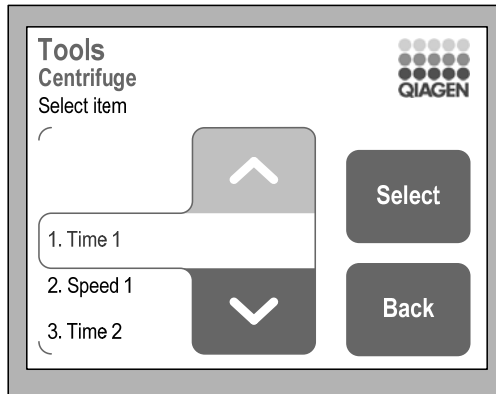 Tools
Centrifuge
Select item
QIAGEN
1. Time 1
2. Speed 1
3. Time 2
Select
Back